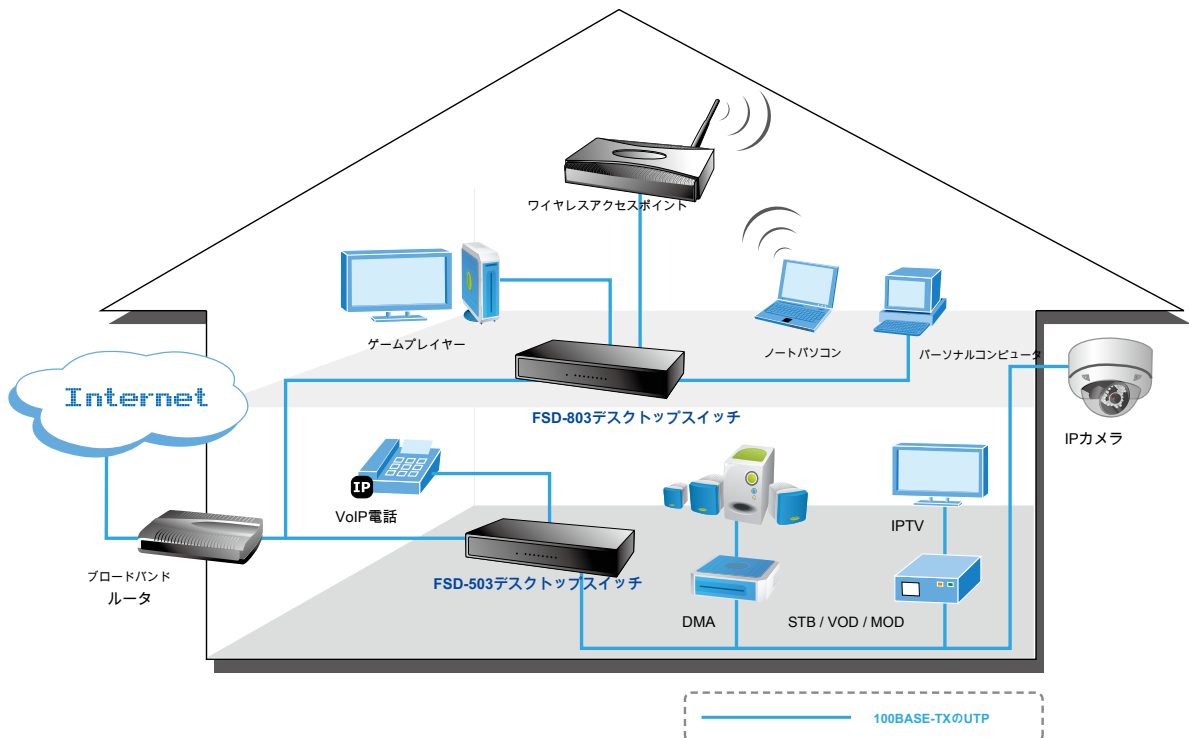 ワイヤレスアクセスポイント
ゲームプレイヤー
ノートパソコン
パーソナルコンピュータ
Internet
FSD-803デスクトップスイッチ
IPカメラ
IP
VoIP電話
IPTV
ブロードバンド
ルータ
FSD-503デスクトップスイッチ
DMA
STB / VOD / MOD
100BASE-TXのUTP